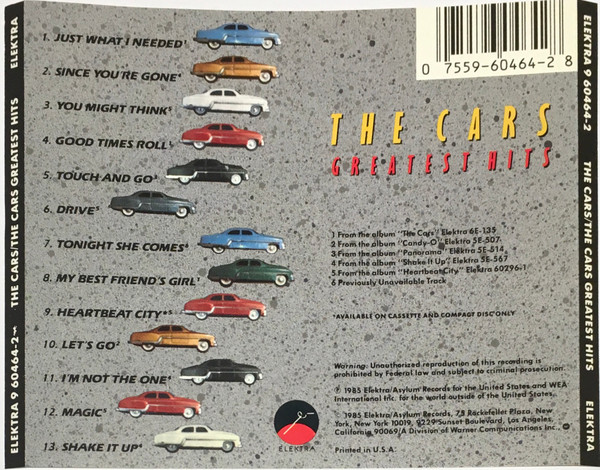 ELEKTRA 9 60464-2 THE CARS/THE CARS GREATEST HITS ELEKTRA
1. JUST WHAT I NEEDED¹
2. SINCE YOU'RE GONE⁴
3. YOU MIGHT THINK⁵
4. GOOD TIMES ROLL¹
5. TOUCH AND GO³
6. DRIVE⁵
7. TONIGHT SHE COMES⁶
8. MY BEST FRIEND'S GIRL¹
9. HEARTBEAT CITY*⁵
10. LET'S GO²
11. I'M NOT THE ONE⁴
12. MAGIC⁵
13. SHAKE IT UP⁴
0 7559-60464-2 8
THE CARS
GREATEST HITS
1 From the album "The Cars" Elektra 6E-135
2 From the album "Candy-O" Elektra 5E-507
3 From the album "Panorama" Elektra 5E-514
4 From the album "Shake It Up" Elektra 5E-567
5 From the album "Heartbeat City" Elektra 60296-1
6 Previously Unavailable Track
*AVAILABLE ON CASSETTE AND COMPACT DISC ONLY
Warning: Unauthorized reproduction of this recording is
prohibited by Federal law and subject to criminal prosecution.
℗ 1985 Elektra/Asylum Records for the United States and WEA
International Inc. for the world outside of the United States.
© 1985 Elektra/Asylum Records, 75 Rockefeller Plaza, New
York, New York 10019, 9229 Sunset Boulevard, Los Angeles,
California 90069/A Division of Warner Communications Inc.
Printed in U.S.A.
ELEKTRA
ELEKTRA 9 60464-2 THE CARS/THE CARS GREATEST HITS ELEKTRA